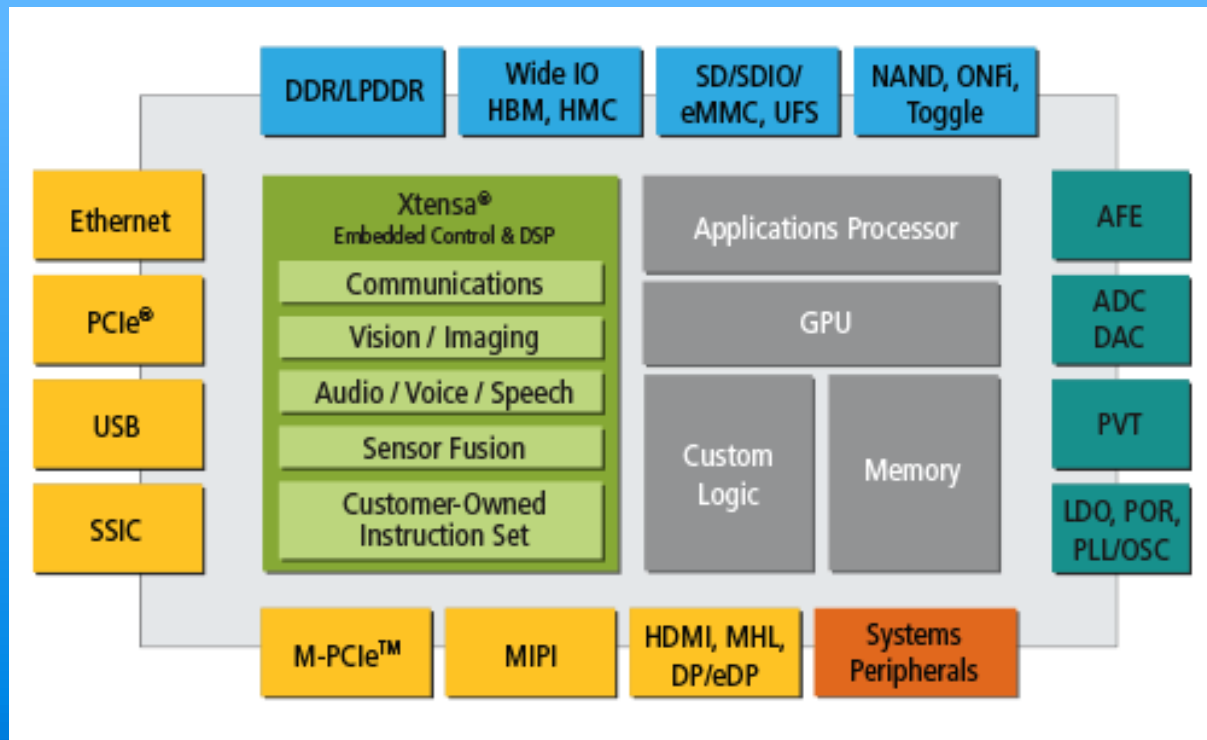 DDR/LPDDR
Wide IO
HBM, HMC
SD/SDIO/
eMMC, UFS
NAND, ONFi,
Toggle
Ethernet
PCIe®
USB
SSIC
Xtensa®
Embedded Control & DSP
Communications
Vision / Imaging
Audio / Voice / Speech
Sensor Fusion
Customer-Owned
Instruction Set
Applications Processor
GPU
Custom
Logic
Memory
AFE
ADC
DAC
PVT
LDO, POR,
PLL/OSC
M-PCIe™
MIPI
HDMI, MHL,
DP/eDP
Systems
Peripherals